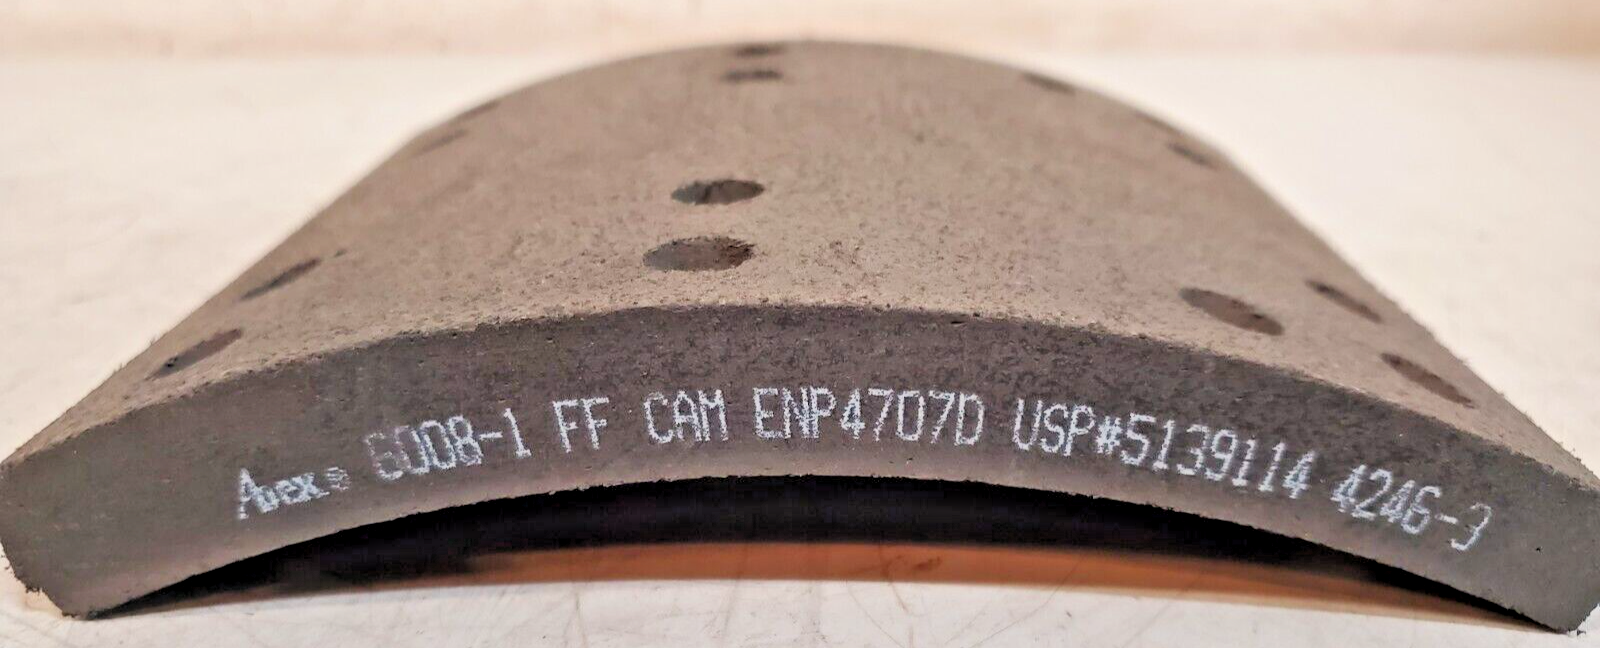 Abex® 6008-1 FF CAM ENP4707D USP#5139114 4246-3